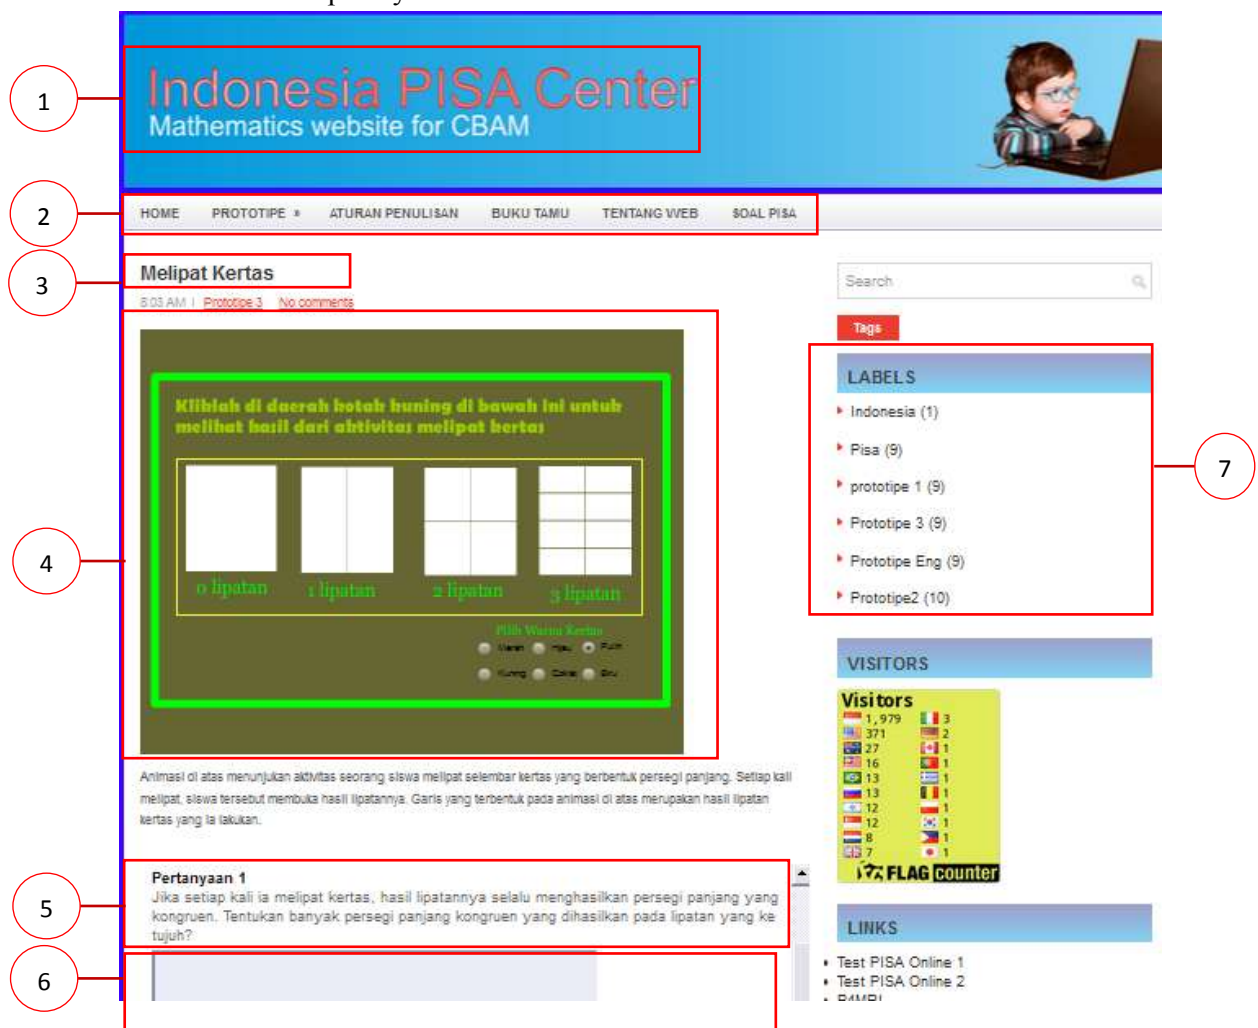 1
Indonesia PISA Center
Mathematics website for CBAM
2
HOME PROTOTIPE » ATURAN PENULISAN BUKU TAMU TENTANG WEB SOAL PISA
3
Melipat Kertas
8:03 AM | Prototipe 3 No comments
4
Kliklah di daerah kotak kuning di bawah ini untuk
melihat hasil dari aktivitas melipat kertas
0 lipatan 1 lipatan 2 lipatan 3 lipatan
Pilih Warna Kertas
Merah Hijau Putih
Kuning Coklat Biru
Animasi di atas menunjukan aktivitas seorang siswa melipat selembar kertas yang berbentuk persegi panjang. Setiap kali
melipat, siswa tersebut membuka hasil lipatannya. Garis yang terbentuk pada animasi di atas merupakan hasil lipatan
kertas yang ia lakukan.
5
Pertanyaan 1
Jika setiap kali ia melipat kertas, hasil lipatannya selalu menghasilkan persegi panjang yang
kongruen. Tentukan banyak persegi panjang kongruen yang dihasilkan pada lipatan yang ke
tujuh?
6
Search
Tags
LABELS
Indonesia (1)
Pisa (9)
prototipe 1 (9)
Prototipe 3 (9)
Prototipe Eng (9)
Prototipe2 (10)
7
VISITORS
Visitors
1,979 3
371 2
27 1
16 1
13 1
13 1
12 1
12 1
8 1
7 1
FLAG counter
LINKS
Test PISA Online 1
Test PISA Online 2